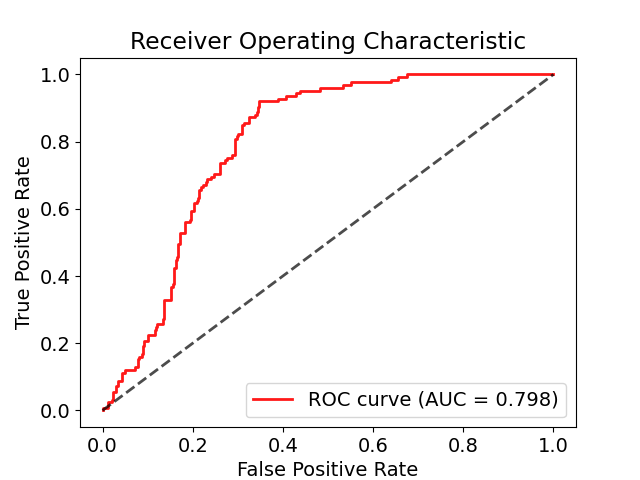 Receiver Operating Characteristic
1.0
0.8
0.6
0.4
0.2
0.0
True Positive Rate
ROC curve (AUC = 0.798)
0.0 0.2 0.4 0.6 0.8 1.0
False Positive Rate